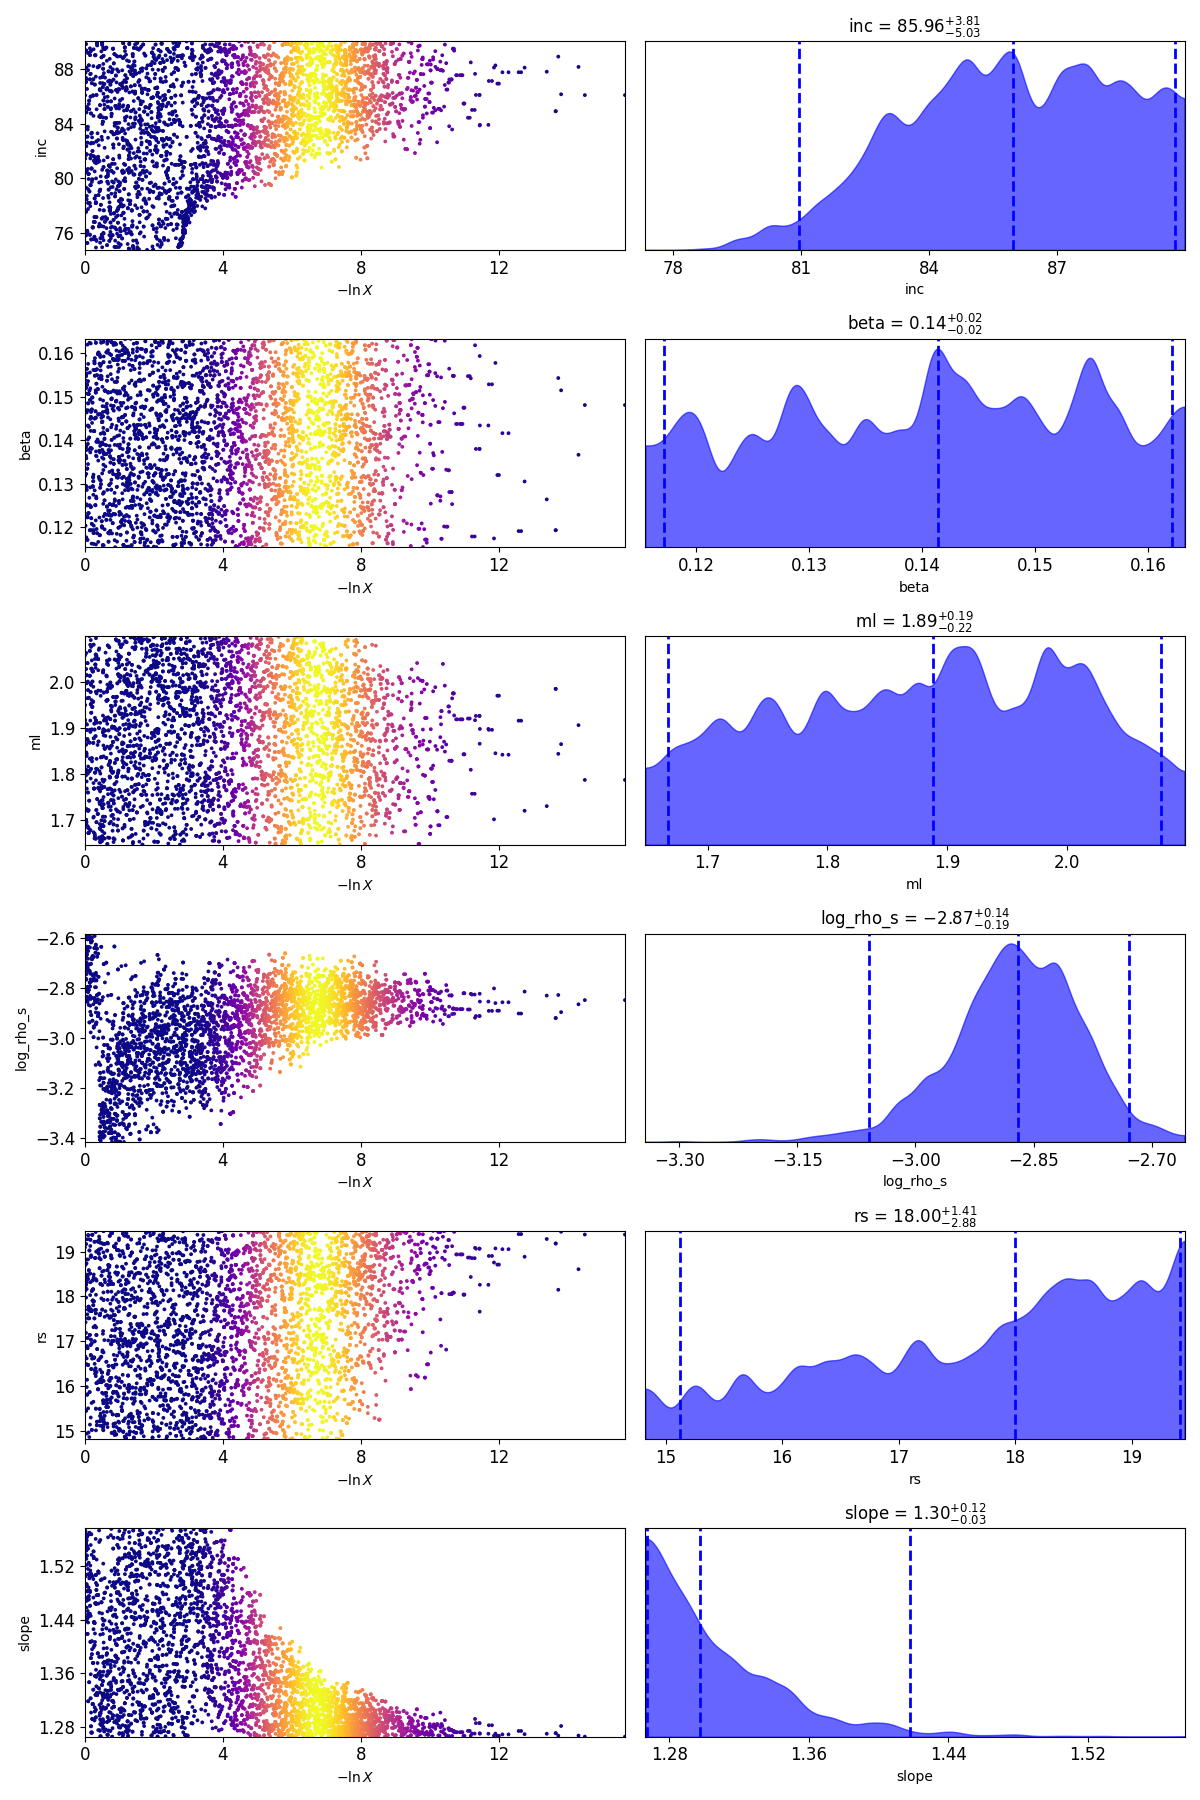 inc = 85.96 +3.81 −5.03
88
84
80
76
inc
0 4 8 12
−ln X
78 81 84 87
inc
beta = 0.14 +0.02 −0.02
0.16
0.15
0.14
0.13
0.12
beta
0 4 8 12
−ln X
0.12 0.13 0.14 0.15 0.16
beta
ml = 1.89 +0.19 −0.22
2.0
1.9
1.8
1.7
ml
0 4 8 12
−ln X
1.7 1.8 1.9 2.0
ml
log_rho_s = −2.87 +0.14 −0.19
−2.6
−2.8
−3.0
−3.2
−3.4
log_rho_s
0 4 8 12
−ln X
−3.30 −3.15 −3.00 −2.85 −2.70
log_rho_s
rs = 18.00 +1.41 −2.88
19
18
17
16
15
rs
0 4 8 12
−ln X
15 16 17 18 19
rs
slope = 1.30 +0.12 −0.03
1.52
1.44
1.36
1.28
slope
0 4 8 12
−ln X
1.28 1.36 1.44 1.52
slope